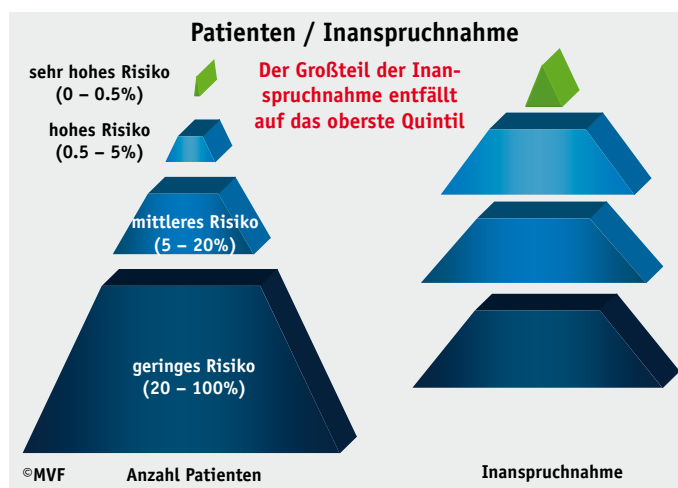 Patienten / Inanspruchnahme
sehr hohes Risiko
(0 – 0.5%)
Der Großteil der Inan-
spruchnahme entfällt
auf das oberste Quintil
hohes Risiko
(0.5 – 5%)
mittleres Risiko
(5 – 20%)
geringes Risiko
(20 – 100%)
©MVF
Anzahl Patienten
Inanspruchnahme